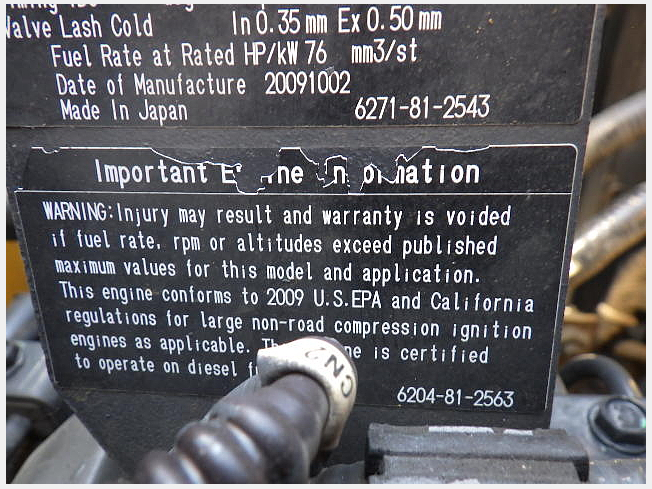 Valve Lash Cold In 0.35 mm Ex 0.50 mm
Fuel Rate at Rated HP/kW 76 mm3/st
Date of Manufacture 20091002
Made In Japan 6271-81-2543
Important
WARNING: Injury may result and warranty is voided
if fuel rate, rpm or altitudes exceed published
maximum values for this model and application.
This engine conforms to 2009 U.S.EPA and California
regulations for large non-road compression ignition
engines as applicable. is certified
to operate on diesel
CN2
6204-81-2563